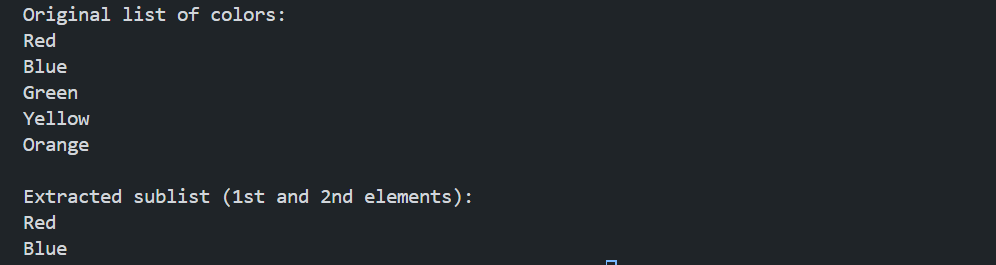 Original list of colors:
Red
Blue
Green
Yellow
Orange
Extracted sublist (1st and 2nd elements):
Red
Blue